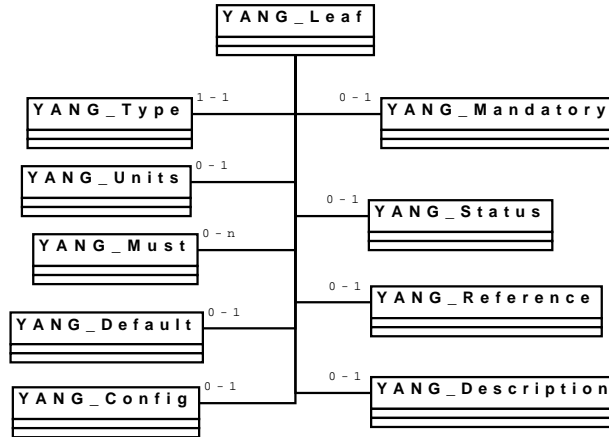 YANG_Leaf
1-1
YANG_Type
0-1
YANG_Mandatory
0-1
YANG_Units
0-1
YANG_Status
0-n
YANG_Must
0-1
YANG_Reference
0-1
YANG_Default
0-1
YANG_Config
0-1
YANG_Description